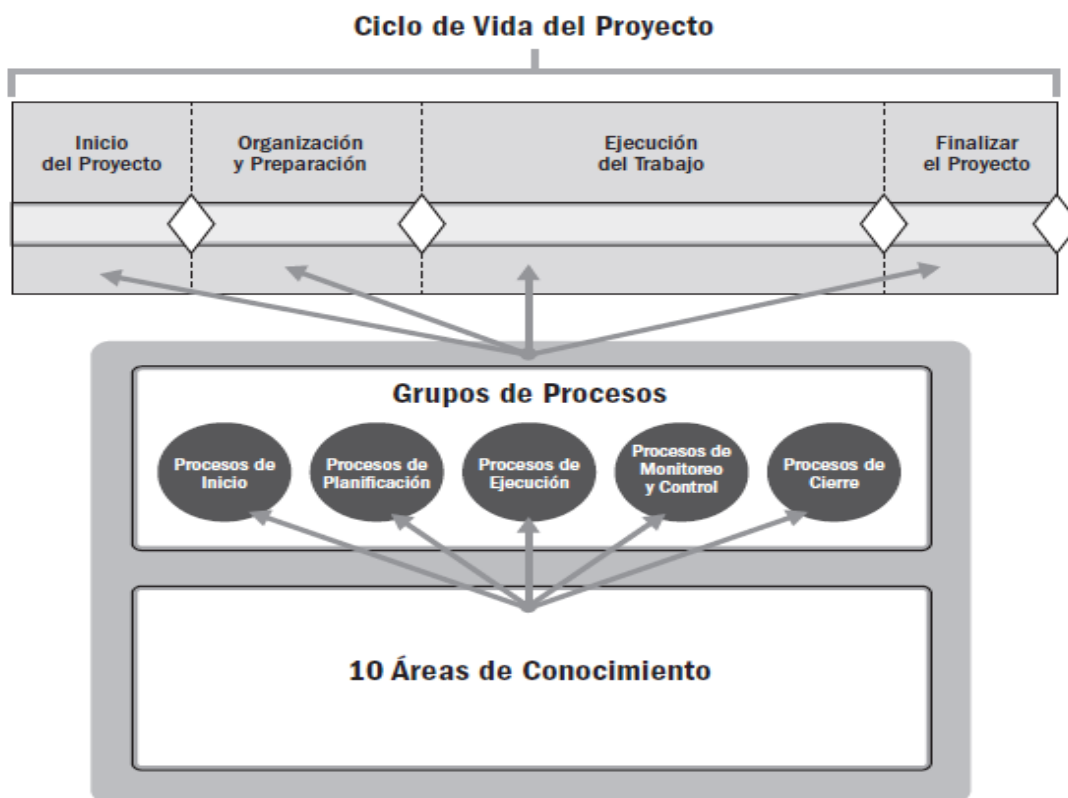 Ciclo de Vida del Proyecto
Inicio
del Proyecto
Organización
y Preparación
Ejecución
del Trabajo
Finalizar
el Proyecto
Grupos de Procesos
Procesos de
Inicio
Procesos de
Planificación
Procesos de
Ejecución
Procesos de
Monitoreo
y Control
Procesos de
Cierre
10 Áreas de Conocimiento